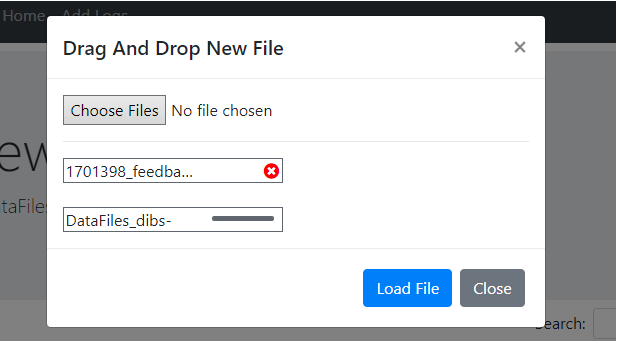 Home Add Logs
Drag And Drop New File
×
Choose Files No file chosen
ew
1701398_feedba...
taFiles
DataFiles_dibs-
Load File Close
Search: